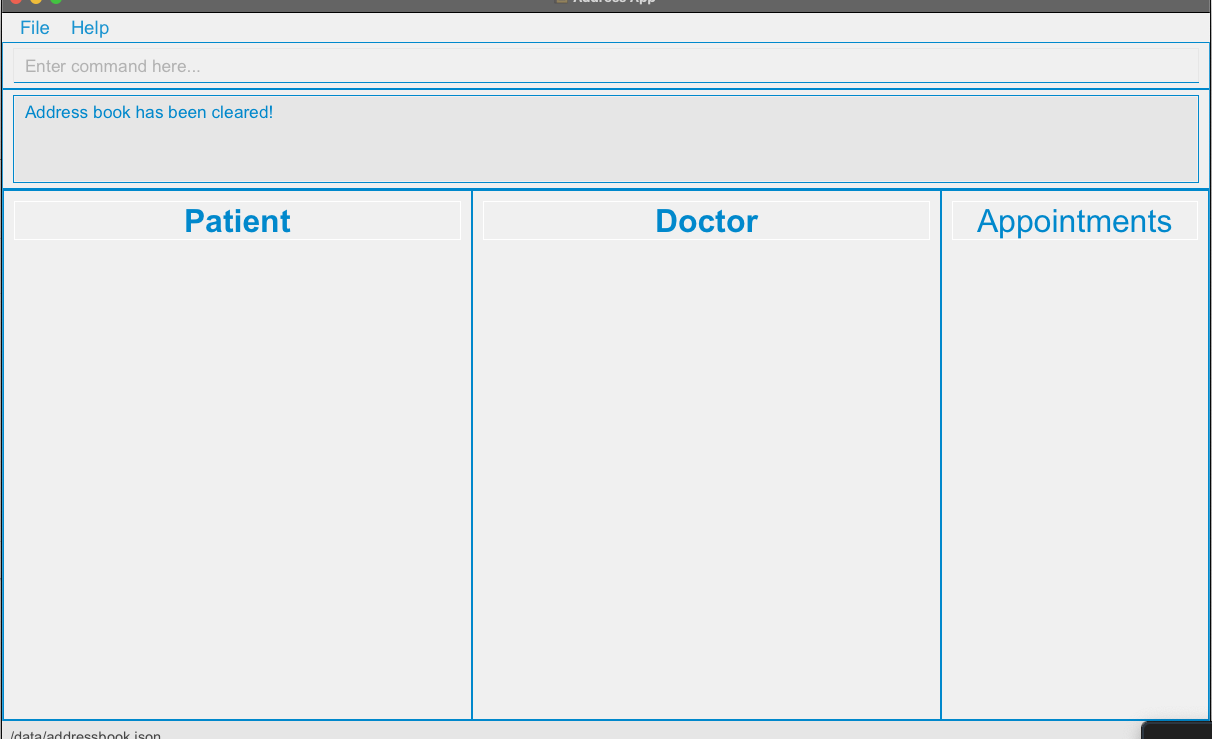 Address App
File Help
Enter command here...
Address book has been cleared!
Patient Doctor Appointments
/data/addressbook.json